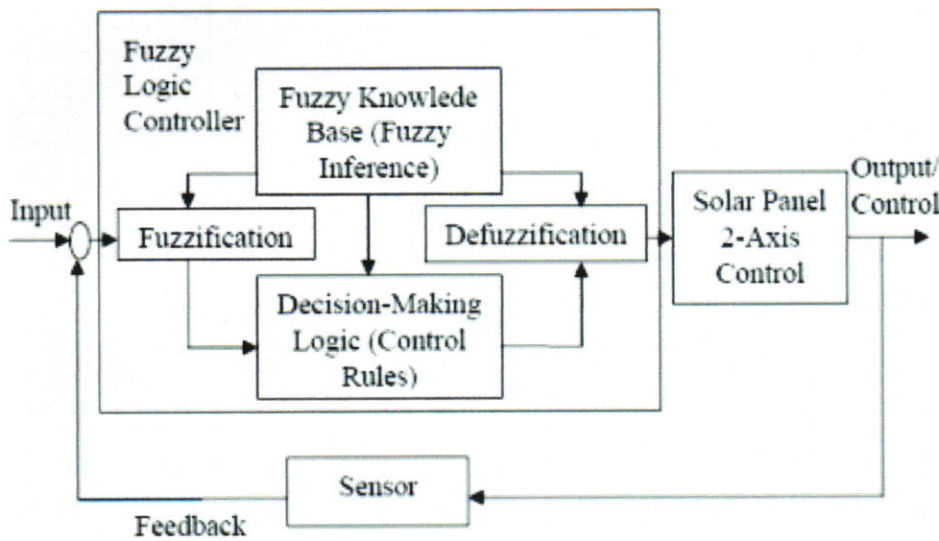 Fuzzy
Logic
Controller
Fuzzy Knowlede
Base (Fuzzy
Inference)
Input
Fuzzification
Defuzzification
Decision-Making
Logic (Control
Rules)
Solar Panel
2-Axis
Control
Output/
Control
Sensor
Feedback